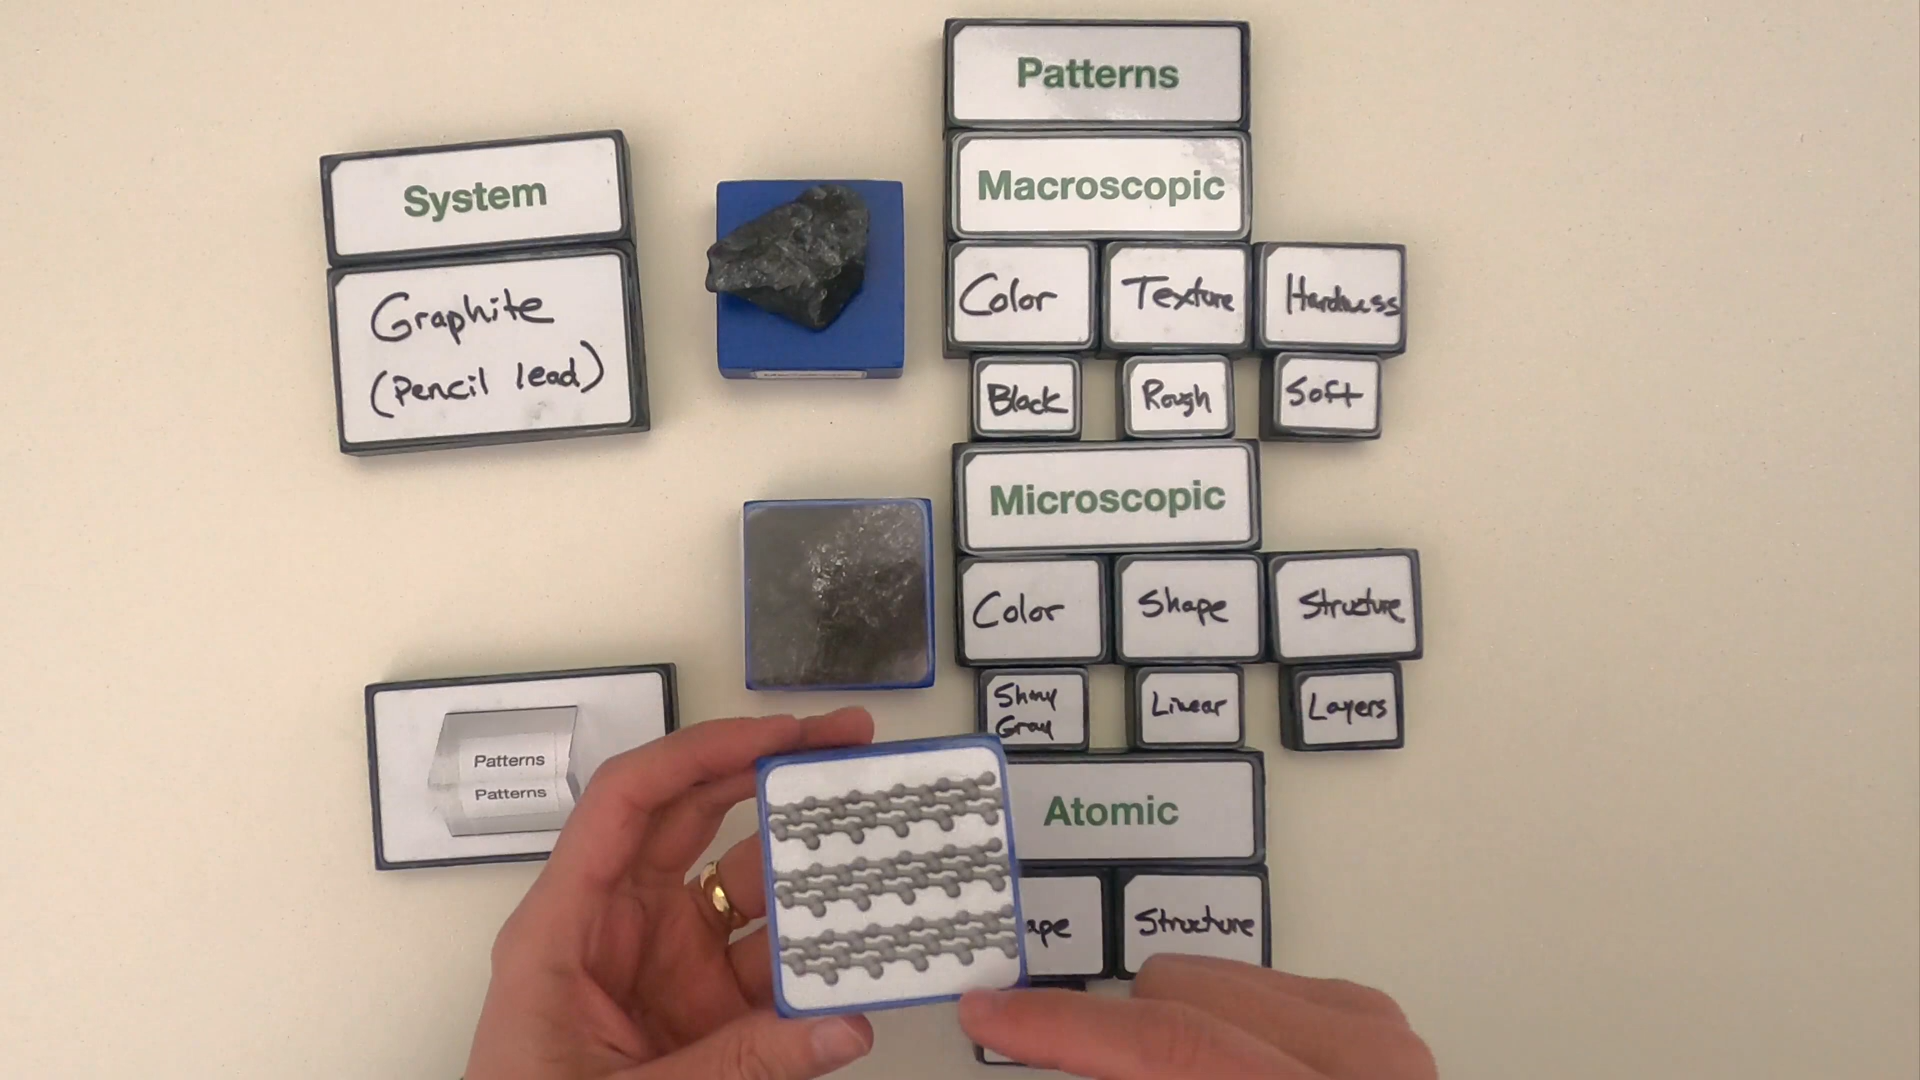 Patterns
Macroscopic
System
Color Texture Hardness
Graphite
(Pencil lead)
Black Rough Soft
Microscopic
Color Shape Structure
Shiny
Gray
Linear Layers
Patterns
Patterns
Atomic
ape Structure